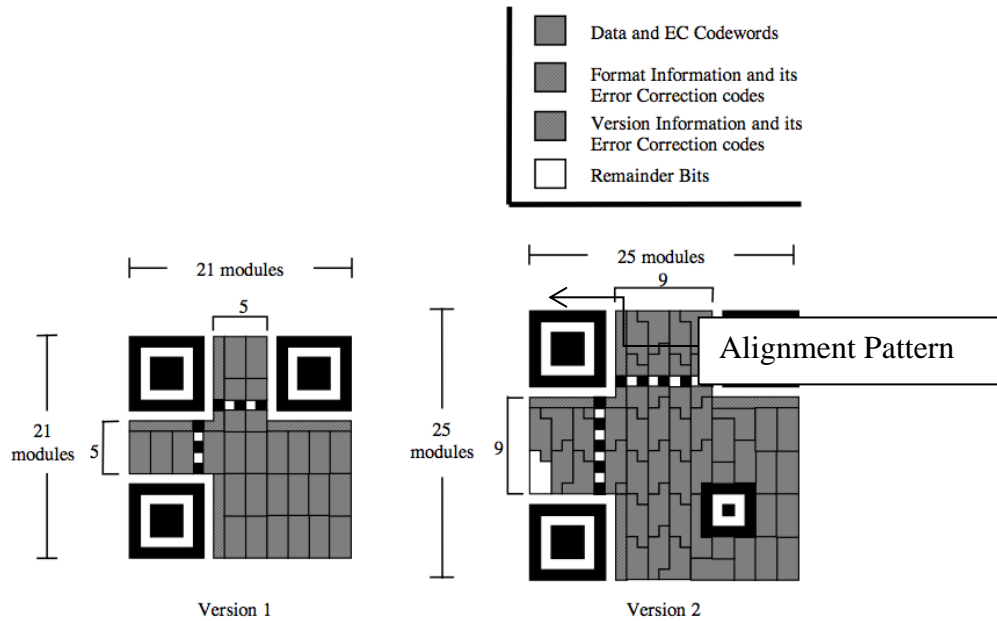 Data and EC Codewords
Format Information and its
Error Correction codes
Version Information and its
Error Correction codes
Remainder Bits
21 modules
5
21
modules
5
Version 1
25 modules
9
Alignment Pattern
25
modules
9
Version 2